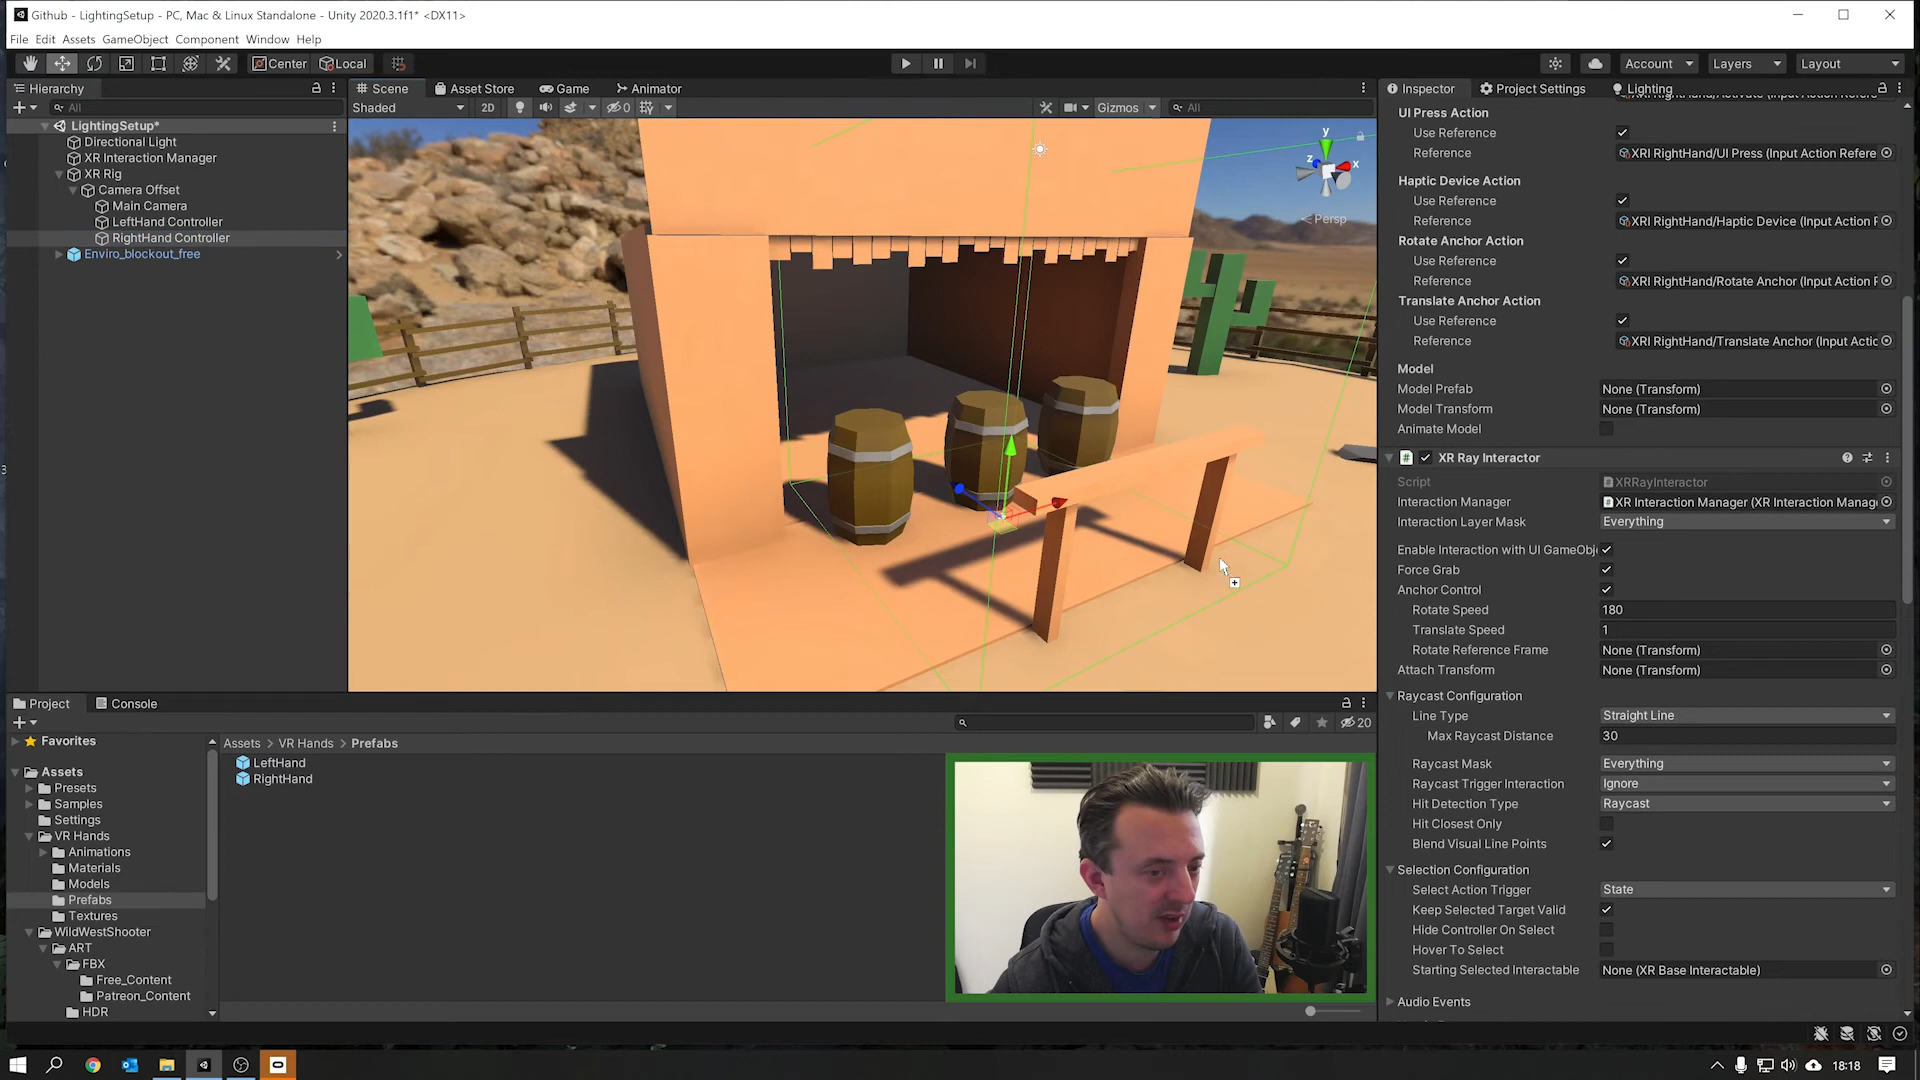 Github - LightingSetup - PC, Mac & Linux Standalone - Unity 2020.3.1f1* <DX11>
File Edit Assets GameObject Component Window Help
Center Local Account Layers Layout
Hierarchy
All
LightingSetup*
Directional Light
XR Interaction Manager
XR Rig
Camera Offset
Main Camera
LeftHand Controller
RightHand Controller
Enviro_blockout_free
Scene Asset Store Game Animator
Shaded 2D 0 Gizmos All
y
x
z
Persp
Inspector Project Settings Lighting
UI Press Action
Use Reference
Reference XRI RightHand/UI Press (Input Action Refere
Haptic Device Action
Use Reference
Reference XRI RightHand/Haptic Device (Input Action F
Rotate Anchor Action
Use Reference
Reference XRI RightHand/Rotate Anchor (Input Action F
Translate Anchor Action
Use Reference
Reference XRI RightHand/Translate Anchor (Input Actic
Model
Model Prefab None (Transform)
Model Transform None (Transform)
Animate Model
XR Ray Interactor
Script XRRayInteractor
Interaction Manager XR Interaction Manager (XR Interaction Manag
Interaction Layer Mask Everything
Enable Interaction with UI GameObj
Force Grab
Anchor Control
Rotate Speed 180
Translate Speed 1
Rotate Reference Frame None (Transform)
Attach Transform None (Transform)
Raycast Configuration
Line Type Straight Line
Max Raycast Distance 30
Raycast Mask Everything
Raycast Trigger Interaction Ignore
Hit Detection Type Raycast
Hit Closest Only
Blend Visual Line Points
Selection Configuration
Select Action Trigger State
Keep Selected Target Valid
Hide Controller On Select
Hover To Select
Starting Selected Interactable None (XR Base Interactable)
Audio Events
Project Console
20
Favorites
Assets
Presets
Samples
Settings
VR Hands
Animations
Materials
Models
Prefabs
Textures
WildWestShooter
ART
FBX
Free_Content
Patreon_Content
HDR
Assets > VR Hands > Prefabs
LeftHand
RightHand
18:18